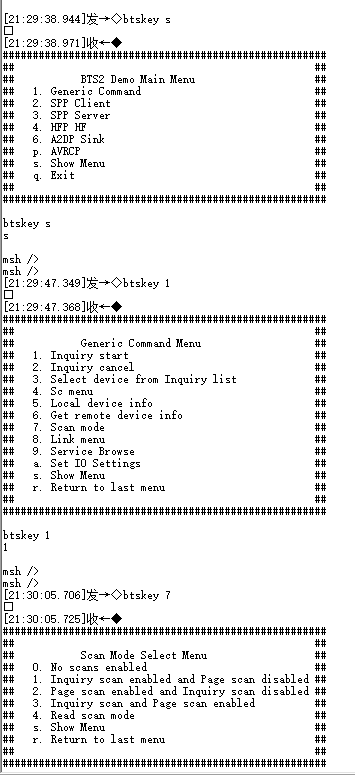 [21:29:38.944]发→◇btskey s
□
[21:29:38.971]收←◆
##################################################
##                                              ##
##          BTS2 Demo Main Menu                 ##
##   1. Generic Command                         ##
##   2. SPP Client                              ##
##   3. SPP Server                              ##
##   4. HFP HF                                  ##
##   6. A2DP Sink                               ##
##   p. AVRCP                                   ##
##   s. Show Menu                               ##
##   q. Exit                                    ##
##                                              ##
##################################################
btskey s
s
msh />
msh />
[21:29:47.349]发→◇btskey 1
□
[21:29:47.368]收←◆
##################################################
##                                              ##
##          Generic Command Menu                ##
##   1. Inquiry start                           ##
##   2. Inquiry cancel                          ##
##   3. Select device from Inquiry list         ##
##   4. Sc menu                                 ##
##   5. Local device info                       ##
##   6. Get remote device info                  ##
##   7. Scan mode                               ##
##   8. Link menu                               ##
##   9. Service Browse                          ##
##   a. Set IO Settings                         ##
##   s. Show Menu                               ##
##   r. Return to last menu                     ##
##                                              ##
##################################################
btskey 1
1
msh />
msh />
[21:30:05.706]发→◇btskey 7
□
[21:30:05.725]收←◆
##################################################
##                                              ##
##          Scan Mode Select Menu               ##
##   0. No scans enabled                        ##
##   1. Inquiry scan enabled and Page scan disabled ##
##   2. Page scan enabled and Inquiry scan disabled ##
##   3. Inquiry scan and Page scan enabled      ##
##   4. Read scan mode                          ##
##   s. Show Menu                               ##
##   r. Return to last menu                     ##
##                                              ##
##################################################